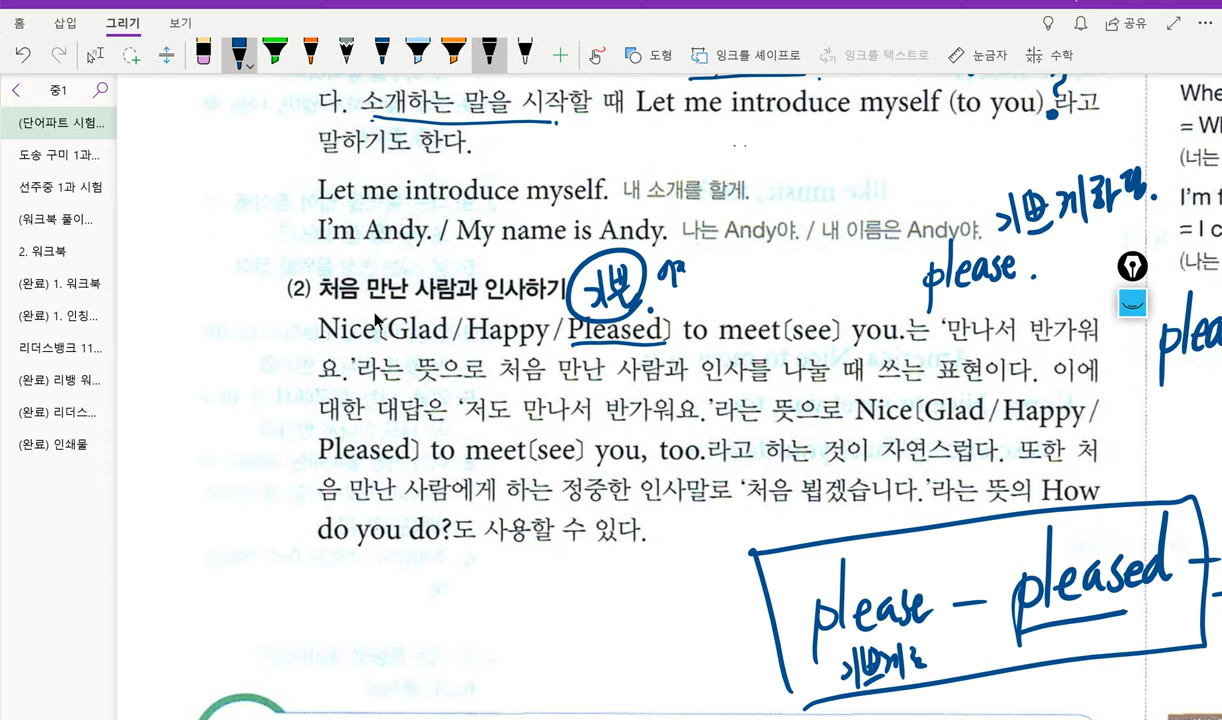 홈 삽입 그리기 보기 공유
도형 잉크를 셰이프로 잉크를 텍스트로 눈금자 수학
중1
(단어파트 시험...
도송 구미 1과...
선주중 1과 시험
(워크북 풀이...
2. 워크북
(완료) 1. 워크북
(완료) 1. 인칭...
리더스뱅크 11...
(완료) 리뱅 워...
(완료) 리더스...
(완료) 인쇄물
다. 소개하는 말을 시작할 때 Let me introduce myself (to you).라고
?
말하기도 한다.
Let me introduce myself. 내 소개를 할게.
I'm Andy. / My name is Andy. 나는 Andy야. / 내 이름은 Andy야.
기쁘게하다.
please.
(2) 처음 만난 사람과 인사하기
기쁜
Nice(Glad/Happy/Pleased) to meet(see) you.는 '만나서 반가워
요.'라는 뜻으로 처음 만난 사람과 인사를 나눌 때 쓰는 표현이다. 이에
대한 대답은 '저도 만나서 반가워요.'라는 뜻으로 Nice(Glad/Happy/
Pleased) to meet(see) you, too.라고 하는 것이 자연스럽다. 또한 처
음 만난 사람에게 하는 정중한 인사말로 '처음 뵙겠습니다.'라는 뜻의 How
do you do?도 사용할 수 있다.
please - pleased
기쁘게
Whe
= Wh
(너는
I'm f
= I c
(나는
plea